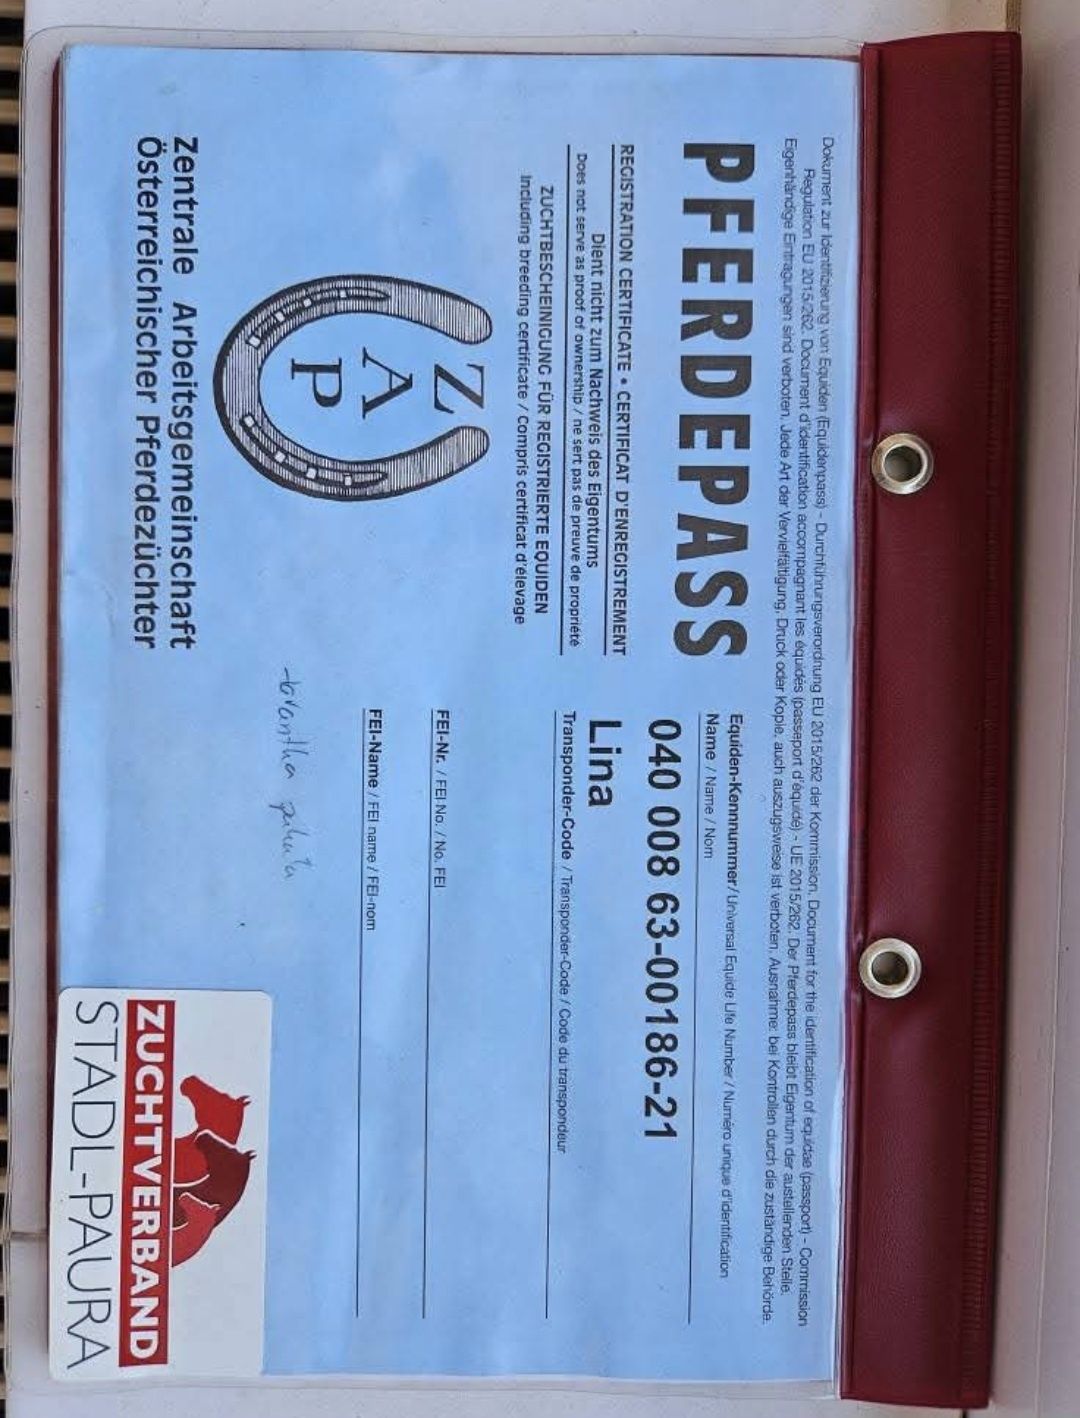 Dokument zur Identifizierung von Equiden (Equidenpass) - Durchführungsverordnung EU 2015/262 der Kommission. Document for the identification of equidae (passport) - Commission
Regulation EU 2015/262. Document d'identification accompagnant les équidés (passeport d'équidé) - UE 2015/262. Der Pferdepass bleibt Eigentum der austellenden Stelle.
Eigenhändige Eintragungen sind verboten. Jede Art der Vervielfältigung, Druck oder Kopie, auch auszugsweise ist verboten. Ausnahme: bei Kontrollen durch die zuständige Behörde.
PFERDEPASS
REGISTRATION CERTIFICATE • CERTIFICAT D'ENREGISTREMENT
Dient nicht zum Nachweis des Eigentums
Does not serve as proof of ownership / ne sert pas de preuve de propriété
ZUCHTBESCHEINIGUNG FÜR REGISTRIERTE EQUIDEN
Including breeding certificate / Compris certificat d'élevage
Z
A
P
Zentrale Arbeitsgemeinschaft
Österreichischer Pferdezüchter
Equiden-Kennnummer/Universal Equide Life Number / Numéro unique d'identification
Name / Name / Nom
040 008 63-00186-21
Lina
Transponder-Code / Transponder-Code / Code du transpondeur
FEI-Nr. / FEI No. / No. FEI
FEI-Name / FEI name / FEI-nom
ZUCHTVERBAND
STADL-PAURA